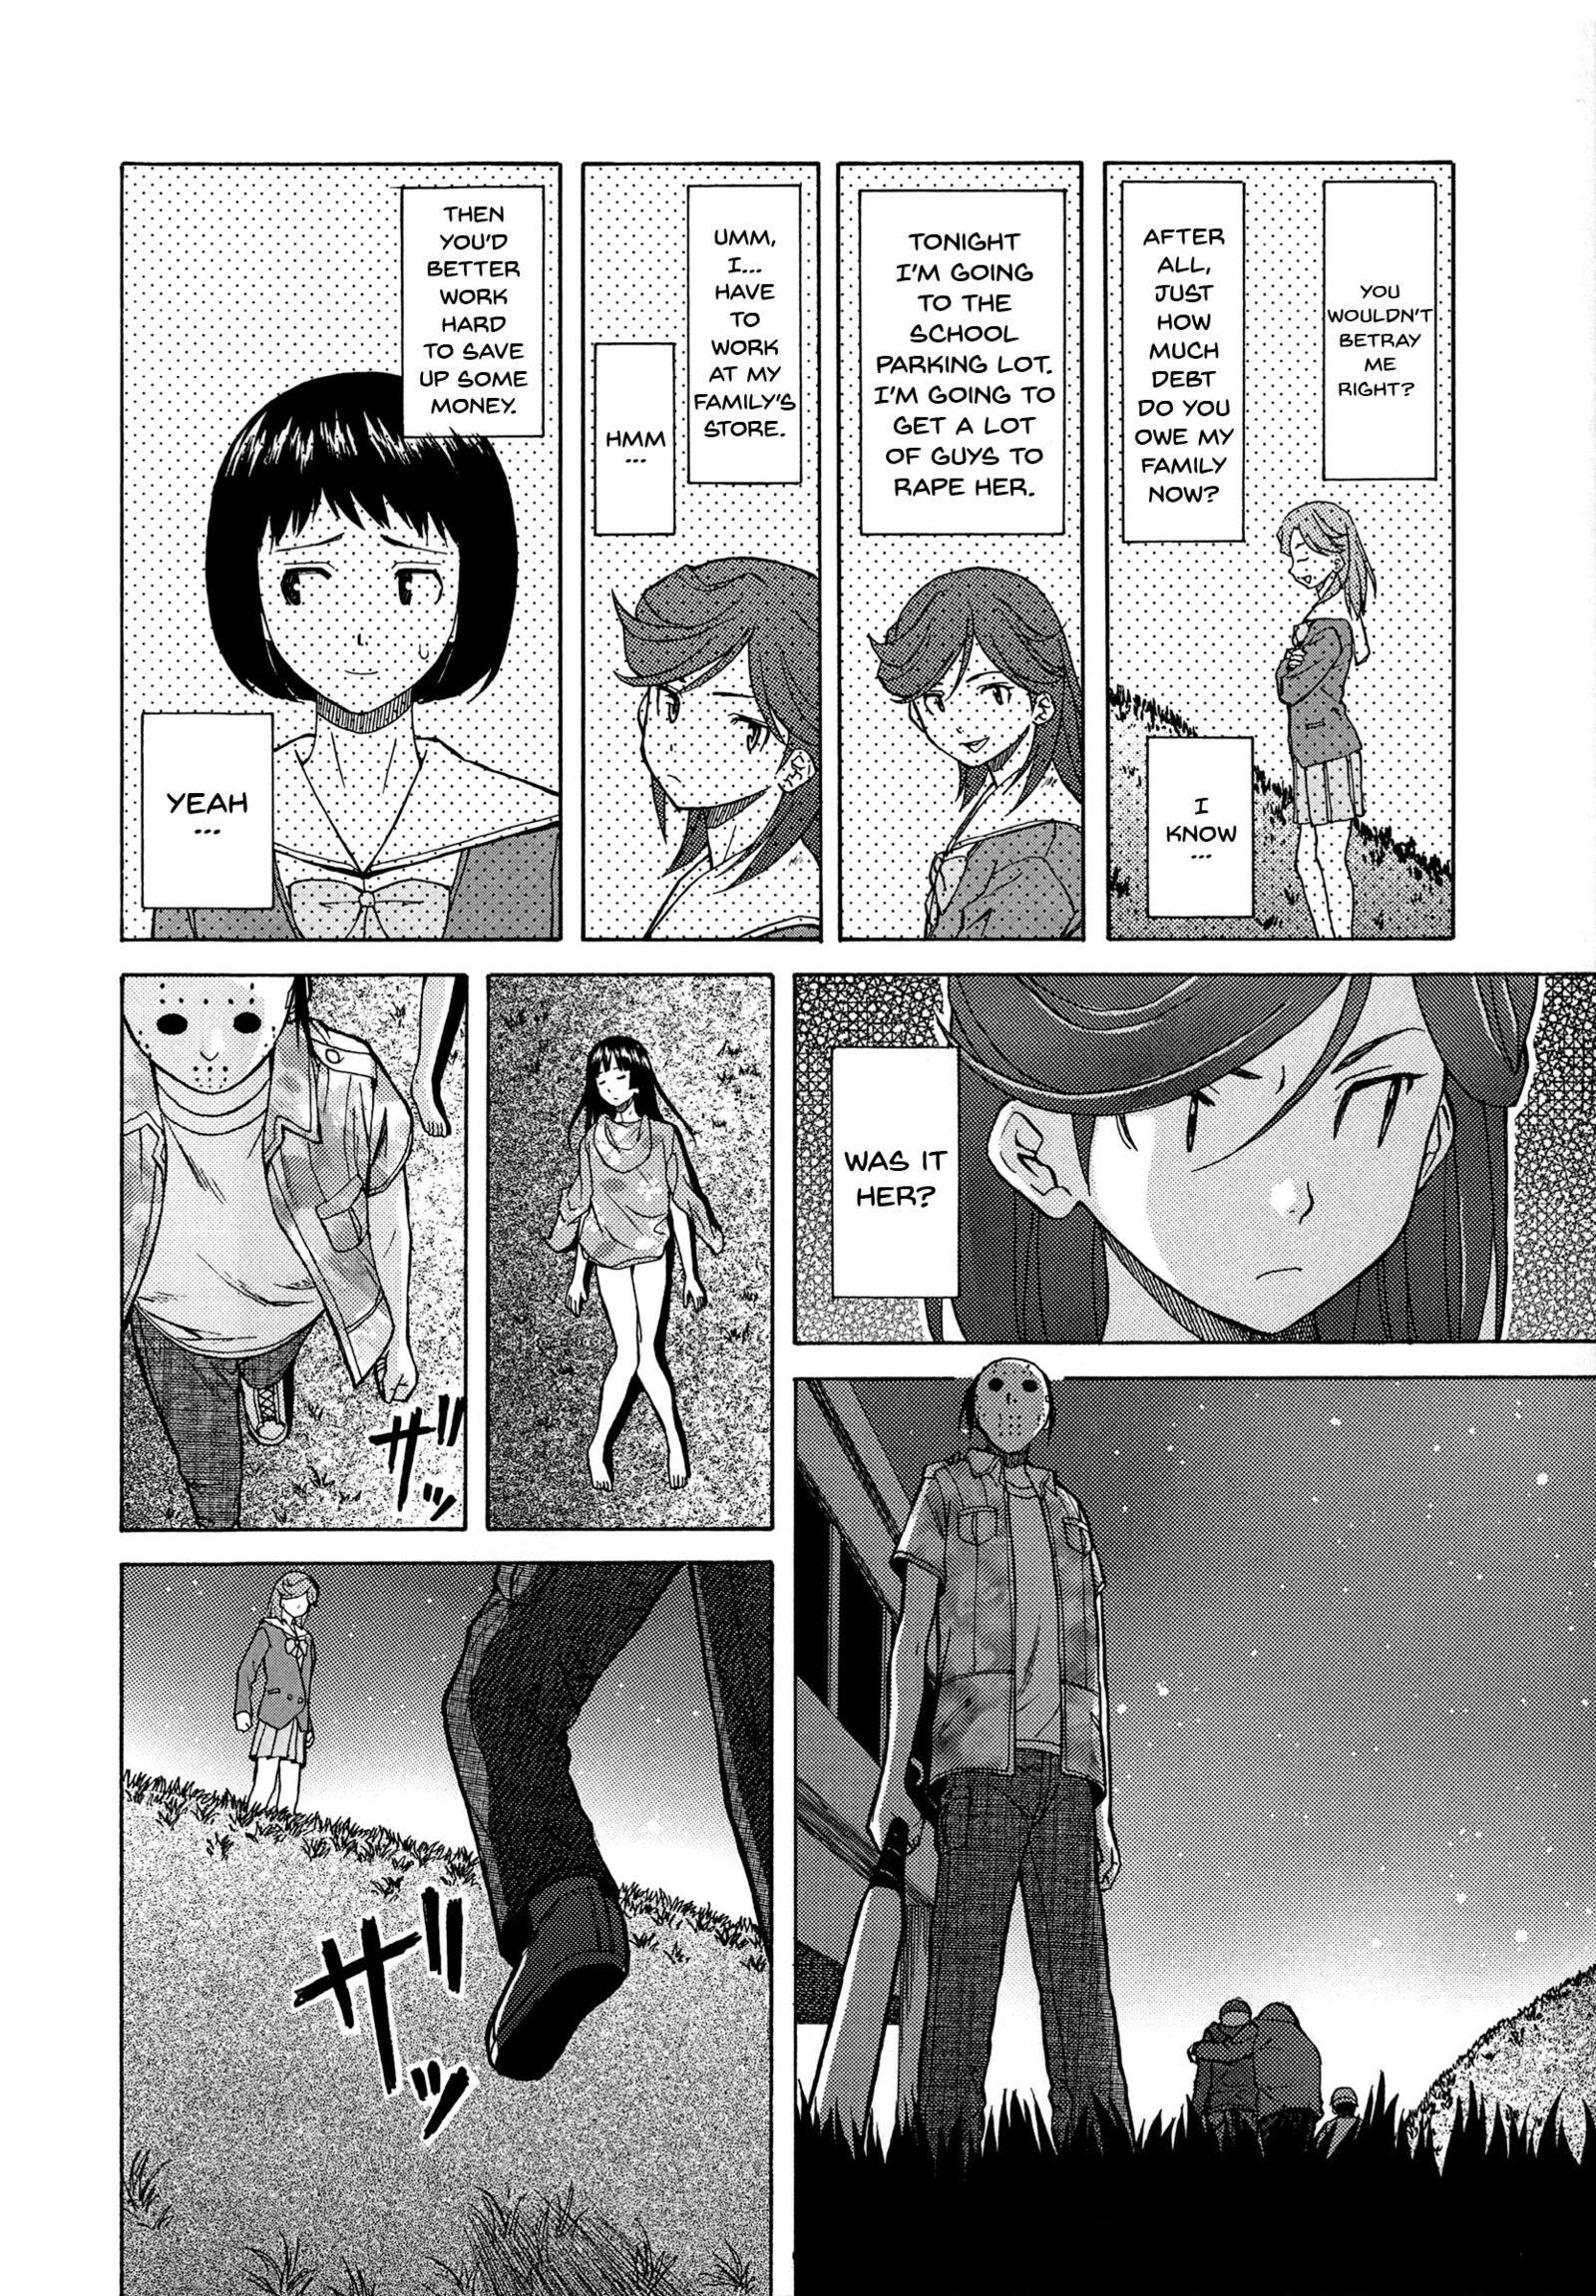 YOU
WOULDN'T
BETRAY
ME
RIGHT?
AFTER
ALL,
JUST
HOW
MUCH
DEBT
DO YOU
OWE MY
FAMILY
NOW?
I
KNOW
...
TONIGHT
I'M GOING
TO THE
SCHOOL
PARKING LOT.
I'M GOING TO
GET A LOT
OF GUYS TO
RAPE HER.
UMM,
I...
HAVE
TO
WORK
AT MY
FAMILY'S
STORE.
HMM
...
THEN
YOU'D
BETTER
WORK
HARD
TO SAVE
UP SOME
MONEY.
YEAH
...
WAS IT
HER?
ザッ
ザッ